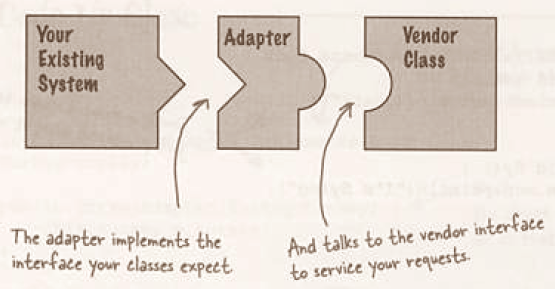 Your
Existing
System
Adapter
Vendor
Class
The adapter implements the
interface your classes expect.
And talks to the vendor interface
to service your requests.